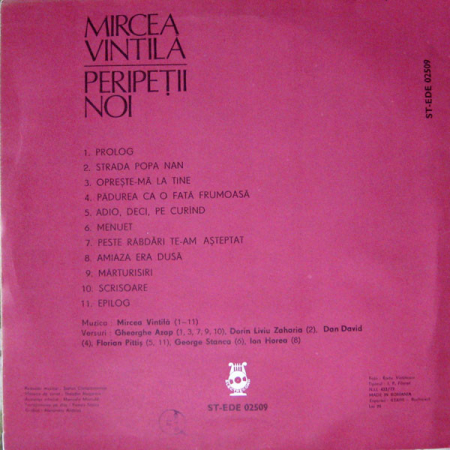 MIRCEA
VINTILA
PERIPEȚII
NOI
ST-EDE 02509
1. PROLOG
2. STRADA POPA NAN
3. OPREȘTE-MĂ LA TINE
4. PĂDUREA CA O FATĂ FRUMOASĂ
5. ADIO, DECI, PE CURÎND
6. MENUET
7. PESTE RĂBDĂRI TE-AM AȘTEPTAT
8. AMIAZA ERA DUSĂ
9. MĂRTURISIRI
10. SCRISOARE
11. EPILOG
Muzica : Mircea Vintilă (1-11)
Versuri : Gheorghe Asop (1, 3, 7, 9, 10), Dorin Liviu Zaharia (2), Dan David
(4), Florian Pittiș (5, 11), George Stanca (6), Ion Horea (8)
ST-EDE 02509